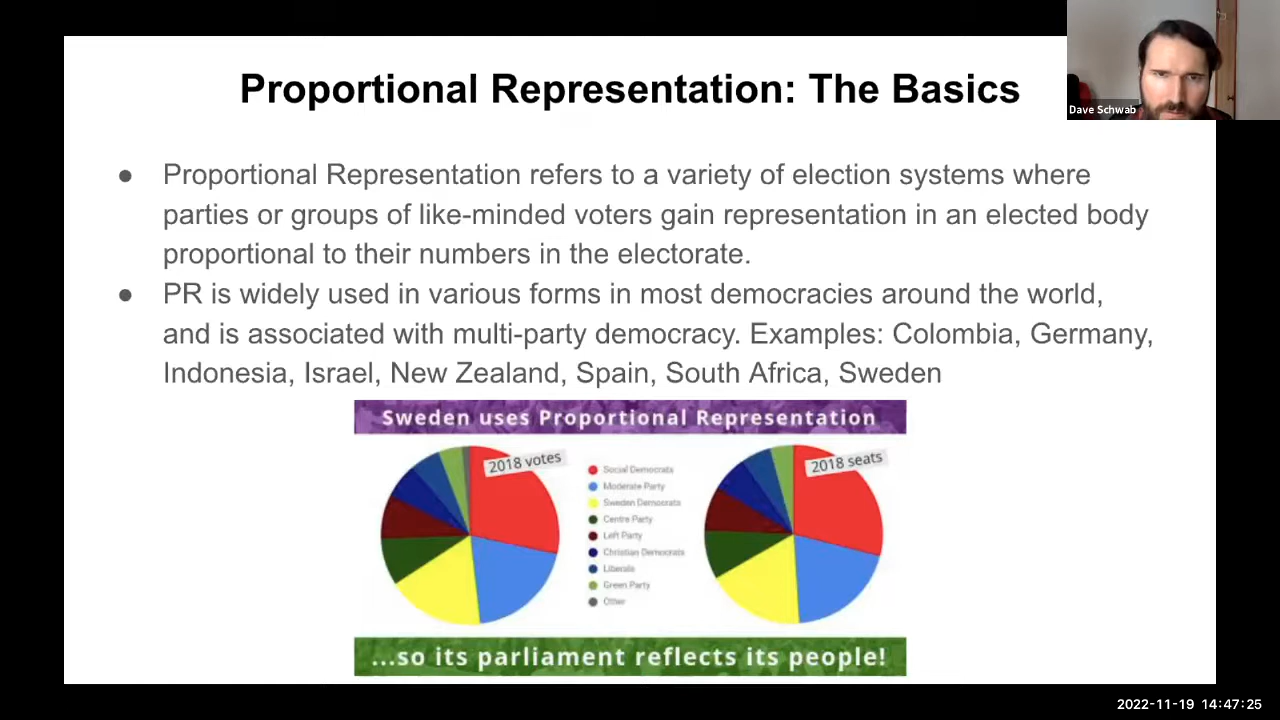 Proportional Representation: The Basics
Dave Schwab
● Proportional Representation refers to a variety of election systems where
parties or groups of like-minded voters gain representation in an elected body
proportional to their numbers in the electorate.
● PR is widely used in various forms in most democracies around the world,
and is associated with multi-party democracy. Examples: Colombia, Germany,
Indonesia, Israel, New Zealand, Spain, South Africa, Sweden
Sweden uses Proportional Representation
2018 votes
Social Democrats
Moderate Party
Sweden Democrats
Centre Party
Left Party
Christian Democrats
Liberals
Green Party
Other
2018 seats
...so its parliament reflects its people!
2022-11-19 14:47:25